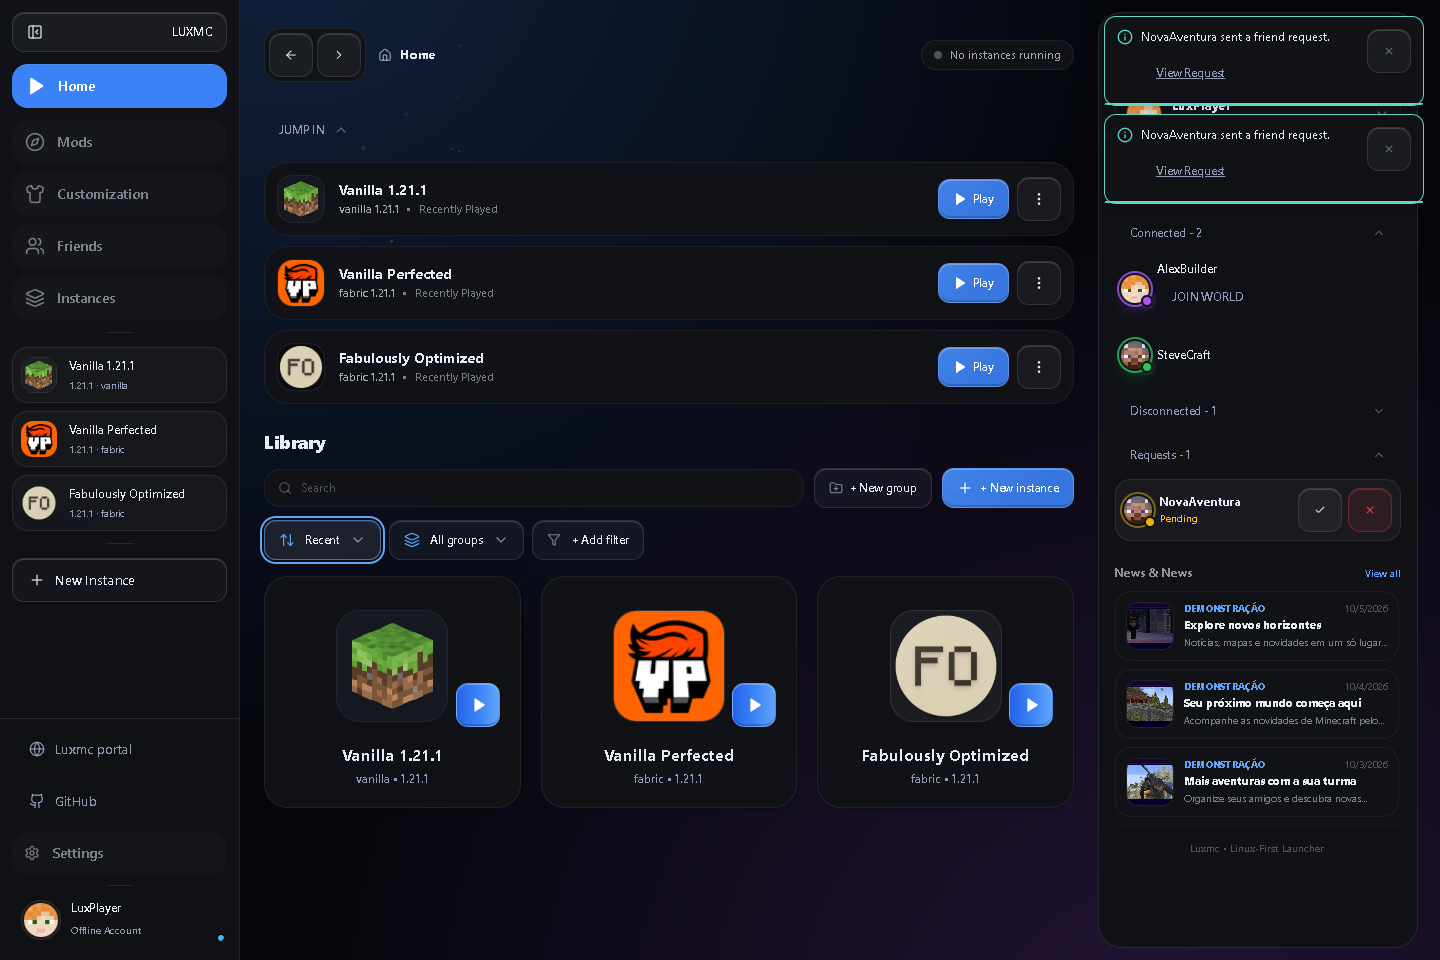 LUXMC
Home
Mods
Customization
Friends
Instances
Vanilla 1.21.1
1.21.1 · vanilla
Vanilla Perfected
1.21.1 · fabric
Fabulously Optimized
1.21.1 · fabric
New Instance
Luxmc portal
GitHub
Settings
LuxPlayer
Offline Account
Home
No instances running
JUMP IN
Vanilla 1.21.1
vanilla 1.21.1 • Recently Played
Play
VP
Vanilla Perfected
fabric 1.21.1 • Recently Played
Play
FO
Fabulously Optimized
fabric 1.21.1 • Recently Played
Play
Library
Search
+ New group
+ New instance
Recent
All groups
+ Add filter
Vanilla 1.21.1
vanilla • 1.21.1
VP
Vanilla Perfected
fabric • 1.21.1
FO
Fabulously Optimized
fabric • 1.21.1
NovaAventura sent a friend request.
View Request
LuxPlayer
NovaAventura sent a friend request.
View Request
Connected - 2
AlexBuilder
JOIN WORLD
SteveCraft
Disconnected - 1
Requests - 1
NovaAventura
Pending
News & News
View all
DEMONSTRAÇÃO 10/5/2026
Explore novos horizontes
Notícias, mapas e novidades em um só lugar...
DEMONSTRAÇÃO 10/4/2026
Seu próximo mundo começa aqui
Acompanhe as novidades de Minecraft pelo...
DEMONSTRAÇÃO 10/3/2026
Mais aventuras com a sua turma
Organize seus amigos e descubra novas...
Luxmc • Linux-First Launcher